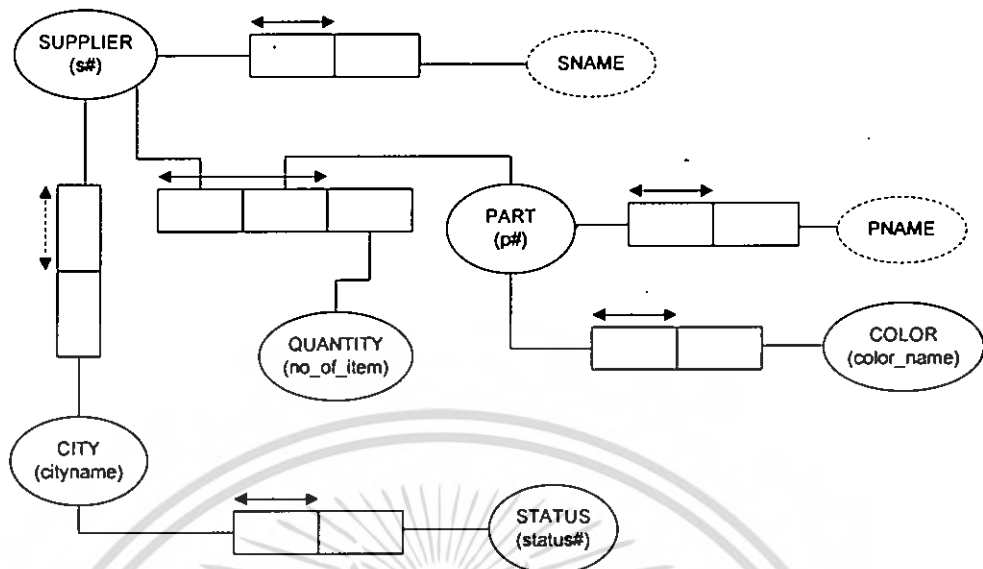 SUPPLIER
(s#)
SNAME
PART
(p#)
PNAME
QUANTITY
(no_of_item)
COLOR
(color_name)
CITY
(cityname)
STATUS
(status#)